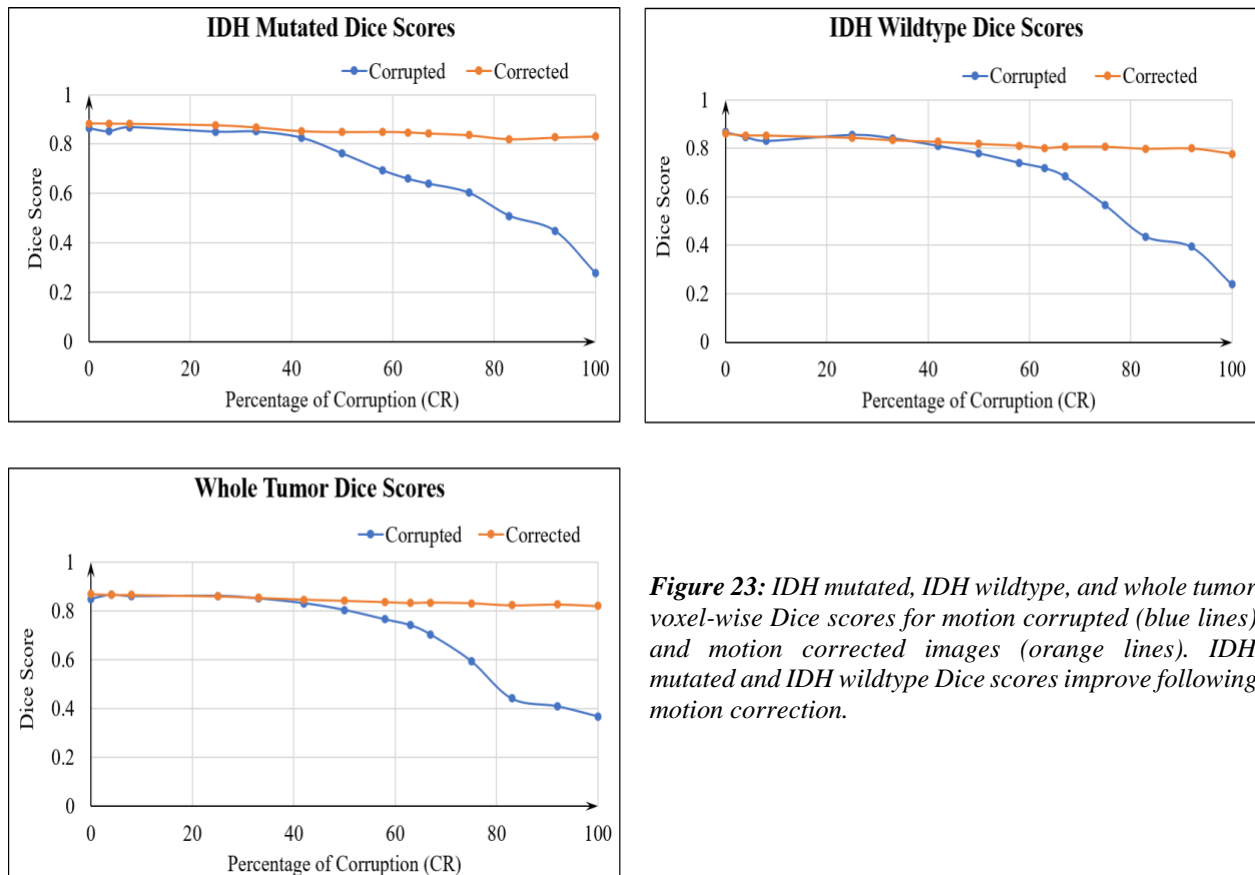 IDH Mutated Dice Scores
Corrupted Corrected
1
0.8
0.6
0.4
0.2
0
Dice Score
0 20 40 60 80 100
Percentage of Corruption (CR)
IDH Wildtype Dice Scores
Corrupted Corrected
1
0.8
0.6
0.4
0.2
0
Dice Score
0 20 40 60 80 100
Percentage of Corruption (CR)
Whole Tumor Dice Scores
Corrupted Corrected
1
0.8
0.6
0.4
0.2
0
Dice Score
0 20 40 60 80 100
Percentage of Corruption (CR)
Figure 23: IDH mutated, IDH wildtype, and whole tumor
voxel-wise Dice scores for motion corrupted (blue lines)
and motion corrected images (orange lines). IDH
mutated and IDH wildtype Dice scores improve following
motion correction.